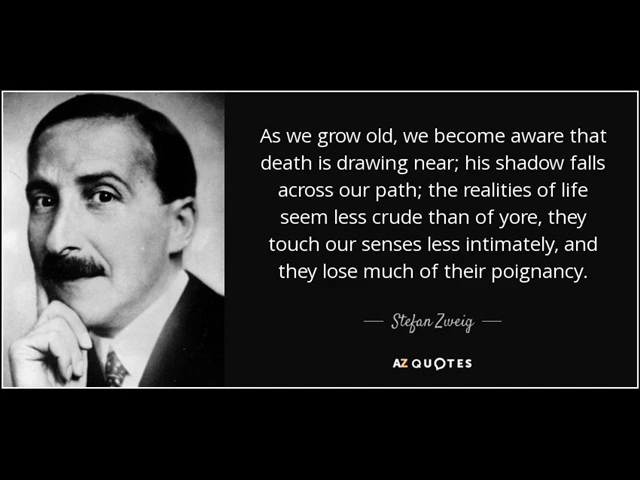 As we grow old, we become aware that
death is drawing near; his shadow falls
across our path; the realities of life
seem less crude than of yore, they
touch our senses less intimately, and
they lose much of their poignancy.
— Stefan Zweig —
AZ QUOTES